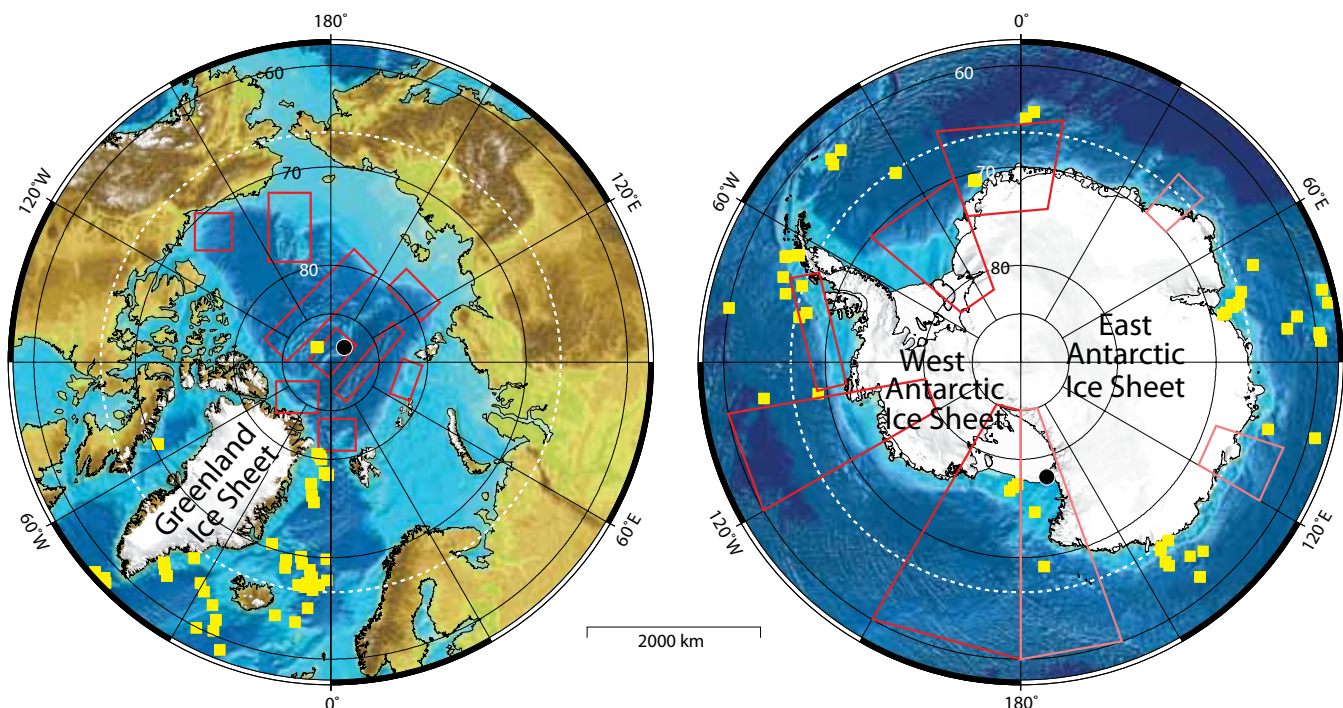 180˚
60
120˚W
70
120˚E
80
Greenland
Ice Sheet
60˚W
60˚E
0˚
2000 km
0˚
60
60˚W
70
60˚E
80
East
Antarctic
Ice Sheet
West
Antarctic
Ice Sheet
120˚W
120˚E
180˚